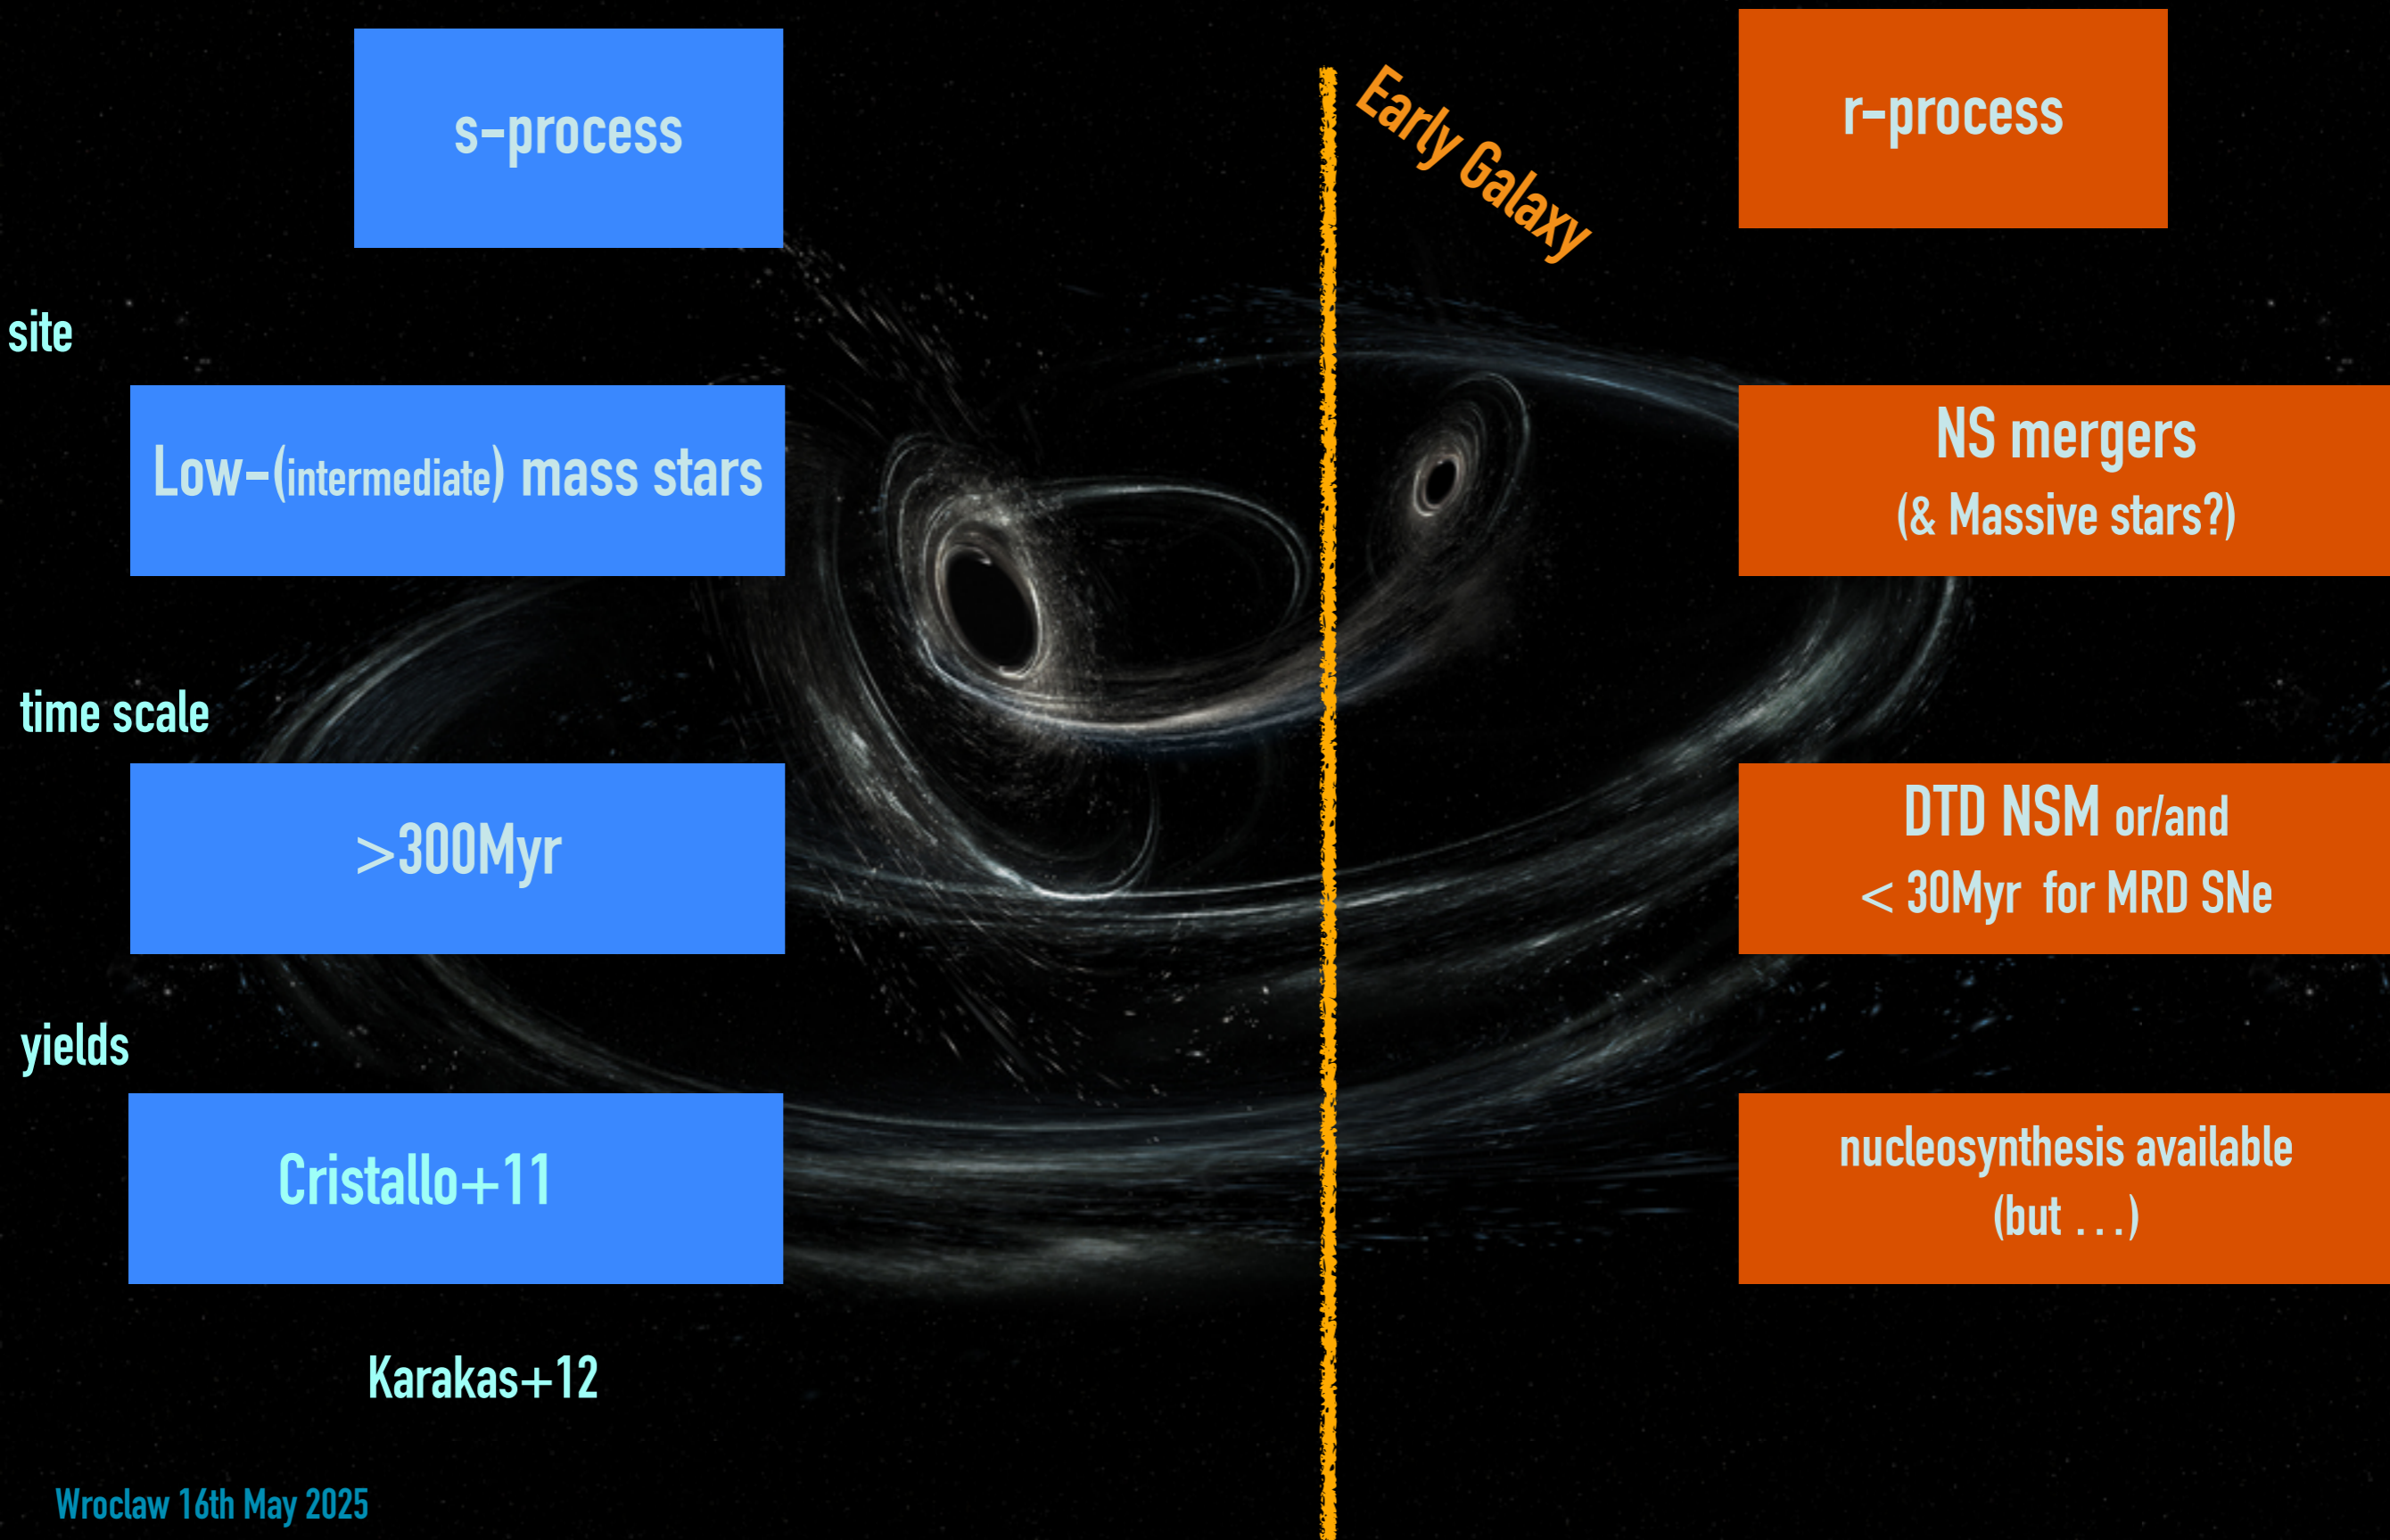 s-process
Early Galaxy
r-process
site
Low-(intermediate) mass stars
NS mergers
(& Massive stars?)
time scale
>300Myr
DTD NSM or/and
< 30Myr for MRD SNe
yields
Cristallo+11
nucleosynthesis available
(but ...)
Karakas+12
Wroclaw 16th May 2025